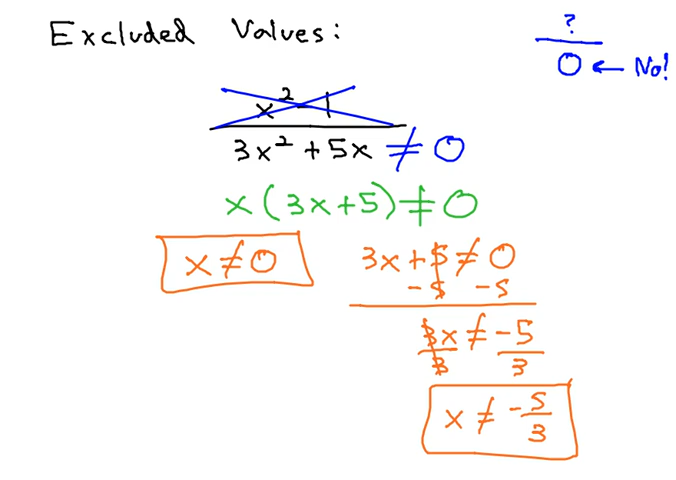 Excluded Values:
?
0 ← No!
x² - 1
3x² + 5x ≠ 0
x(3x+5) ≠ 0
x ≠ 0
3x + 5 ≠ 0
- 5 - 5
3x ≠ -5
3 3
x ≠ -5/3